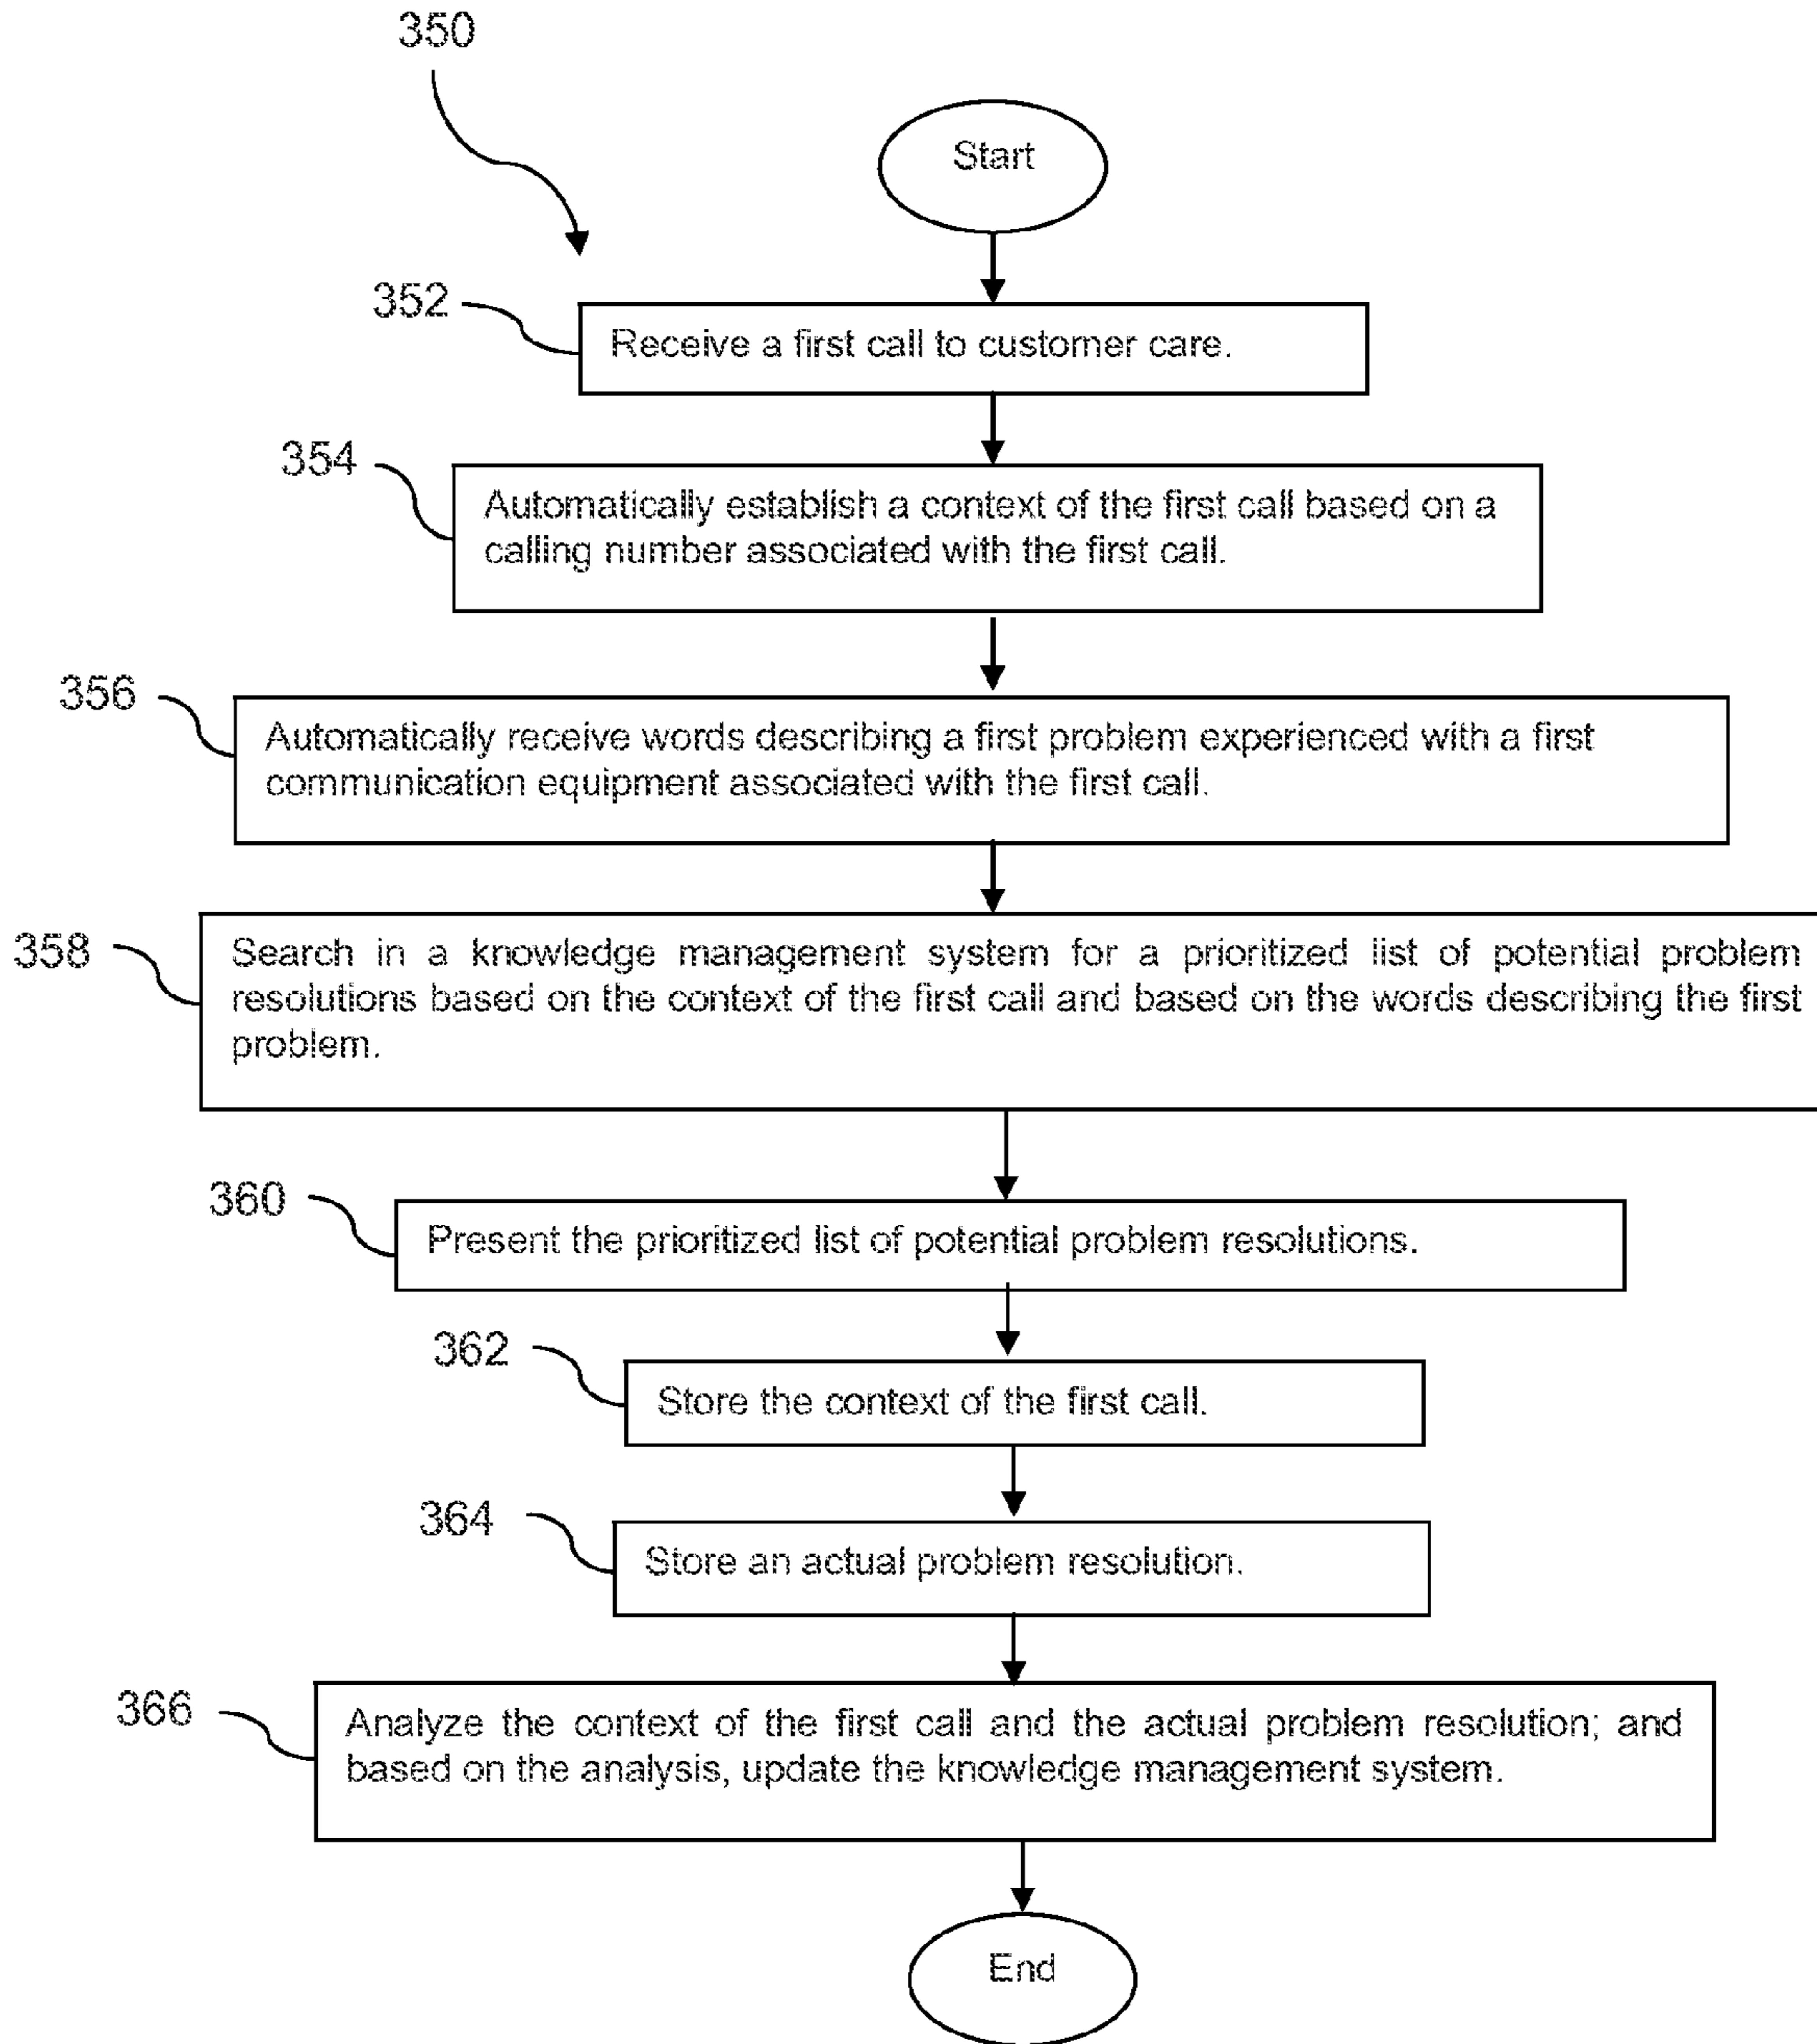 350
Start
352
Receive a first call to customer care.
354
Automatically establish a context of the first call based on a
calling number associated with the first call.
356
Automatically receive words describing a first problem experienced with a first
communication equipment associated with the first call.
358
Search in a knowledge management system for a prioritized list of potential problem
resolutions based on the context of the first call and based on the words describing the first
problem.
360
Present the prioritized list of potential problem resolutions.
362
Store the context of the first call.
364
Store an actual problem resolution.
366
Analyze the context of the first call and the actual problem resolution; and
based on the analysis, update the knowledge management system.
End